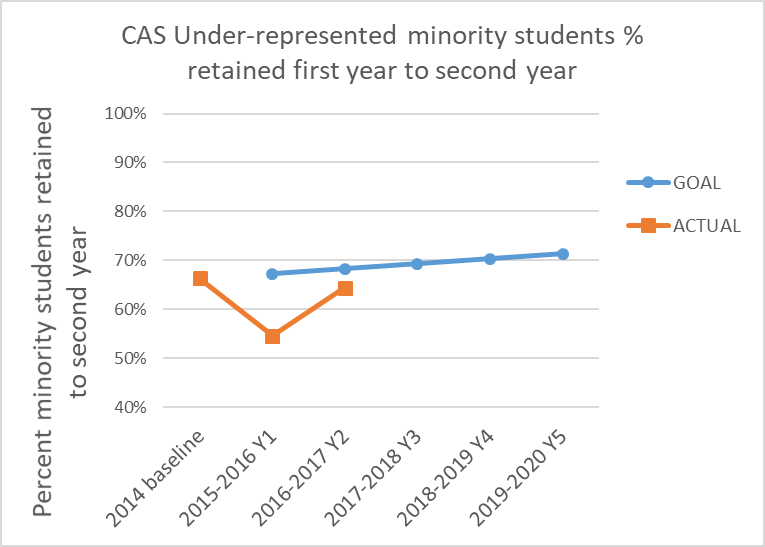 CAS Under-represented minority students %
retained first year to second year
Percent minority students retained
to second year
100%
90%
80%
70%
60%
50%
40%
2014 baseline
2015-2016 Y1
2016-2017 Y2
2017-2018 Y3
2018-2019 Y4
2019-2020 Y5
GOAL
ACTUAL